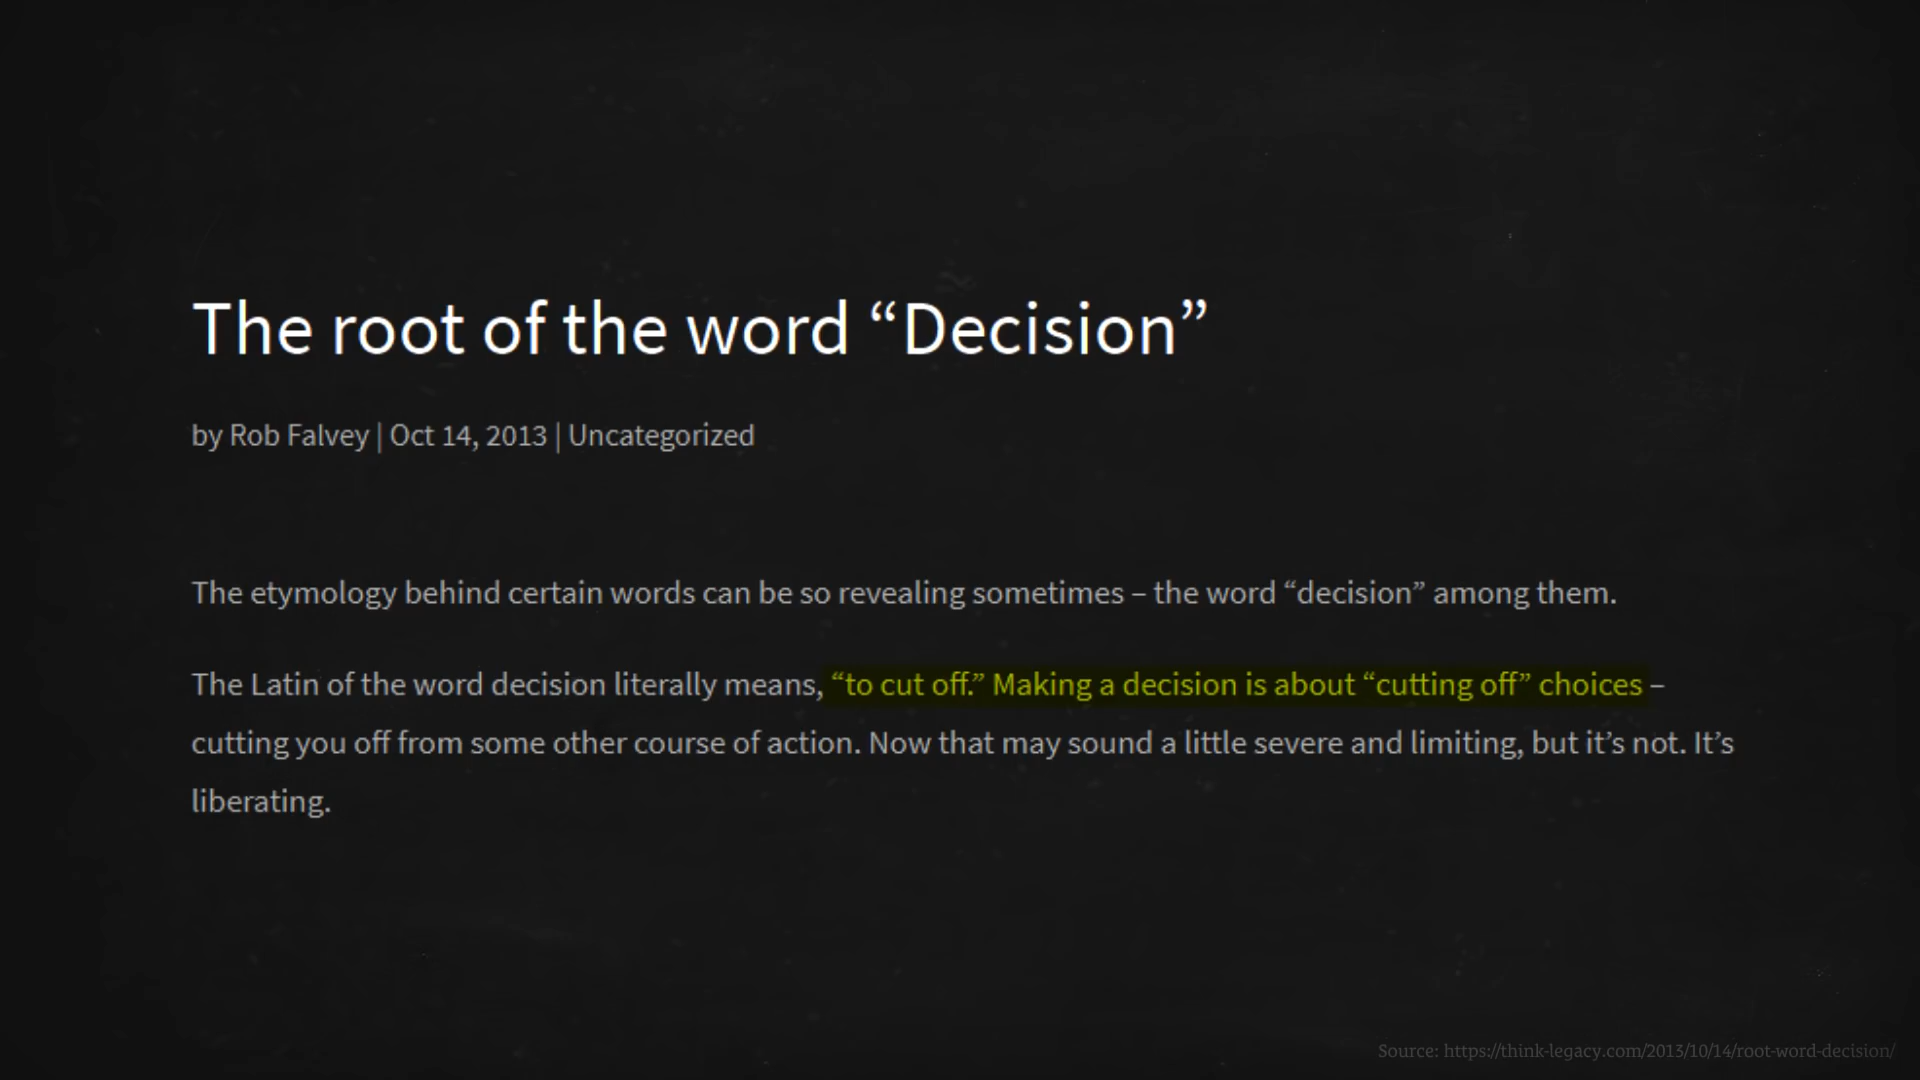 The root of the word “Decision”
by Rob Falvey | Oct 14, 2013 | Uncategorized
The etymology behind certain words can be so revealing sometimes – the word “decision” among them.
The Latin of the word decision literally means, “to cut off.” Making a decision is about “cutting off” choices –
cutting you off from some other course of action. Now that may sound a little severe and limiting, but it’s not. It’s
liberating.
Source: https://think-legacy.com/2013/10/14/root-word-decision/